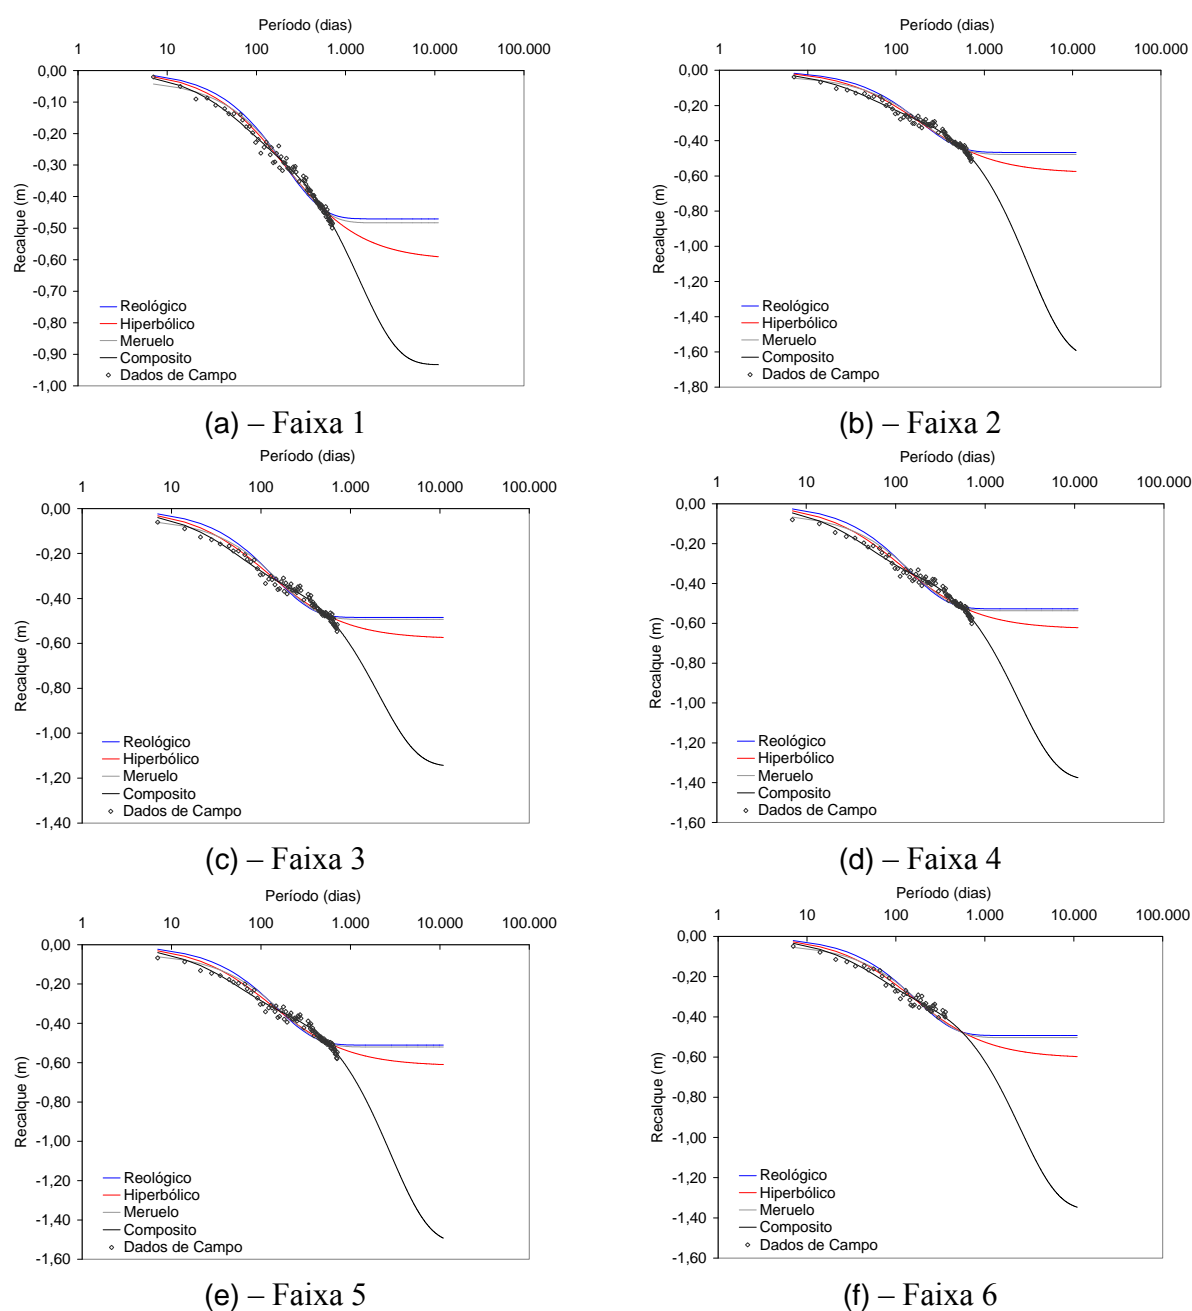 Período (dias)
1 10 100 1.000 10.000 100.000
0,00
-0,10
-0,20
-0,30
-0,40
-0,50
-0,60
-0,70
-0,80
-0,90
-1,00
Recalque (m)
Reológico
Hiperbólico
Meruelo
Composito
Dados de Campo
(a) – Faixa 1
Período (dias)
1 10 100 1.000 10.000 100.000
0,00
-0,20
-0,40
-0,60
-0,80
-1,00
-1,20
-1,40
-1,60
-1,80
Recalque (m)
Reológico
Hiperbólico
Meruelo
Composito
Dados de Campo
(b) – Faixa 2
Período (dias)
1 10 100 1.000 10.000 100.000
0,00
-0,20
-0,40
-0,60
-0,80
-1,00
-1,20
-1,40
Recalque (m)
Reológico
Hiperbólico
Meruelo
Composito
Dados de Campo
(c) – Faixa 3
Período (dias)
1 10 100 1.000 10.000 100.000
0,00
-0,20
-0,40
-0,60
-0,80
-1,00
-1,20
-1,40
-1,60
Recalque (m)
Reológico
Hiperbólico
Meruelo
Composito
Dados de Campo
(d) – Faixa 4
Período (dias)
1 10 100 1.000 10.000 100.000
0,00
-0,20
-0,40
-0,60
-0,80
-1,00
-1,20
-1,40
-1,60
Recalque (m)
Reológico
Hiperbólico
Meruelo
Composito
Dados de Campo
(e) – Faixa 5
Período (dias)
1 10 100 1.000 10.000 100.000
0,00
-0,20
-0,40
-0,60
-0,80
-1,00
-1,20
-1,40
-1,60
Recalque (m)
Reológico
Hiperbólico
Meruelo
Composito
Dados de Campo
(f) – Faixa 6